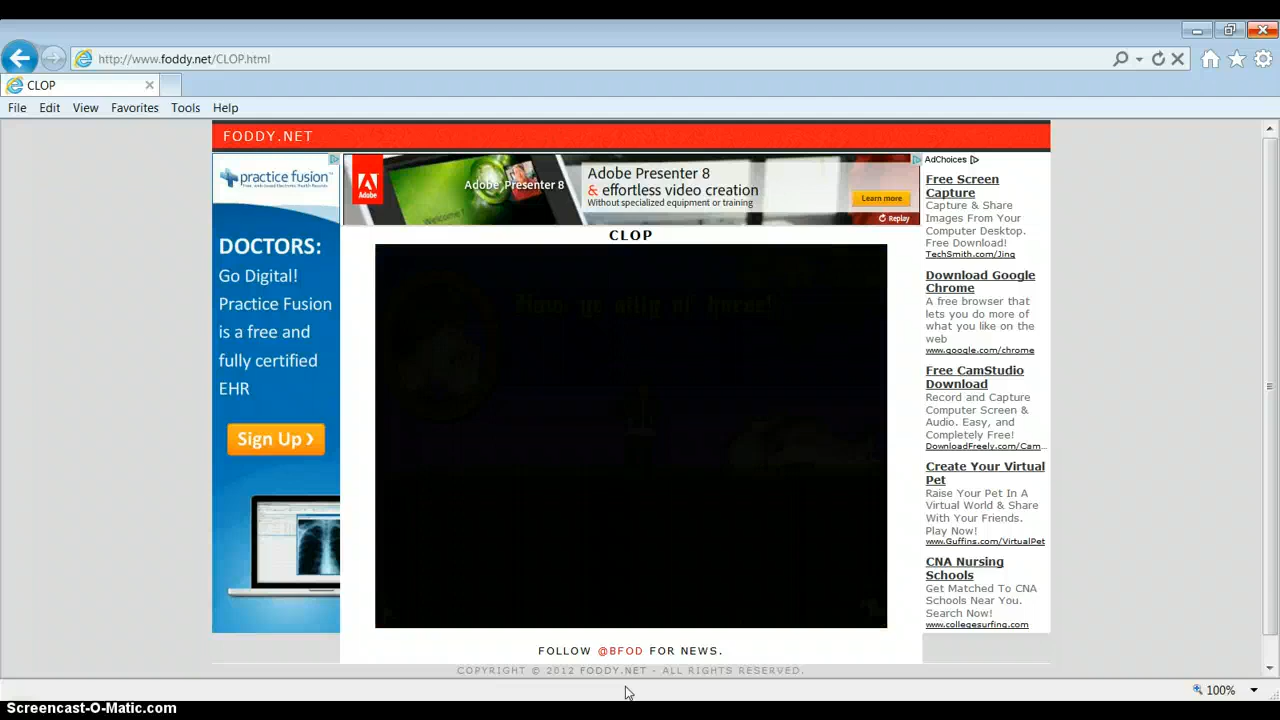 http://www.foddy.net/CLOP.html
CLOP
File Edit View Favorites Tools Help
FODDY.NET
practice fusion
DOCTORS:
Go Digital!
Practice Fusion
is a free and
fully certified
EHR
Sign Up ›
Adobe
Adobe Presenter 8
Welcome
Adobe Presenter 8
& effortless video creation
Without specialized equipment or training
Learn more
Replay
CLOP
FOLLOW @BFOD FOR NEWS.
COPYRIGHT © 2012 FODDY.NET - ALL RIGHTS RESERVED.
AdChoices
Free Screen
Capture
Capture & Share
Images From Your
Computer Desktop.
Free Download!
TechSmith.com/Jing
Download Google
Chrome
A free browser that
lets you do more of
what you like on the
web
www.google.com/chrome
Free CamStudio
Download
Record and Capture
Computer Screen &
Audio. Easy, and
Completely Free!
DownloadFreely.com/Cam...
Create Your Virtual
Pet
Raise Your Pet In A
Virtual World & Share
With Your Friends.
Play Now!
www.Guffins.com/VirtualPet
CNA Nursing
Schools
Get Matched To CNA
Schools Near You.
Search Now!
www.collegesurfing.com
100%
Screencast-O-Matic.com